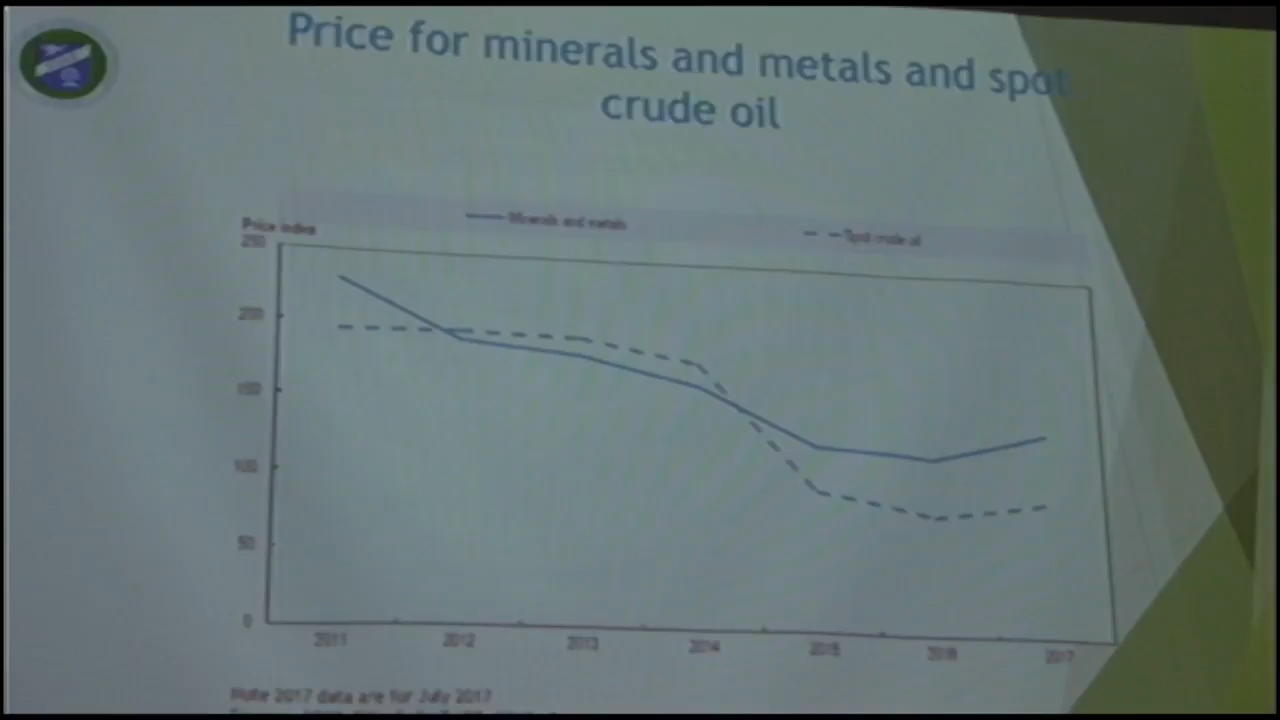 Price for minerals and metals and spot
crude oil
Price index
Minerals and metals
Spot crude oil
250
200
150
100
50
0
2011 2012 2013 2014 2015 2016 2017
Note 2017 data are for July 2017